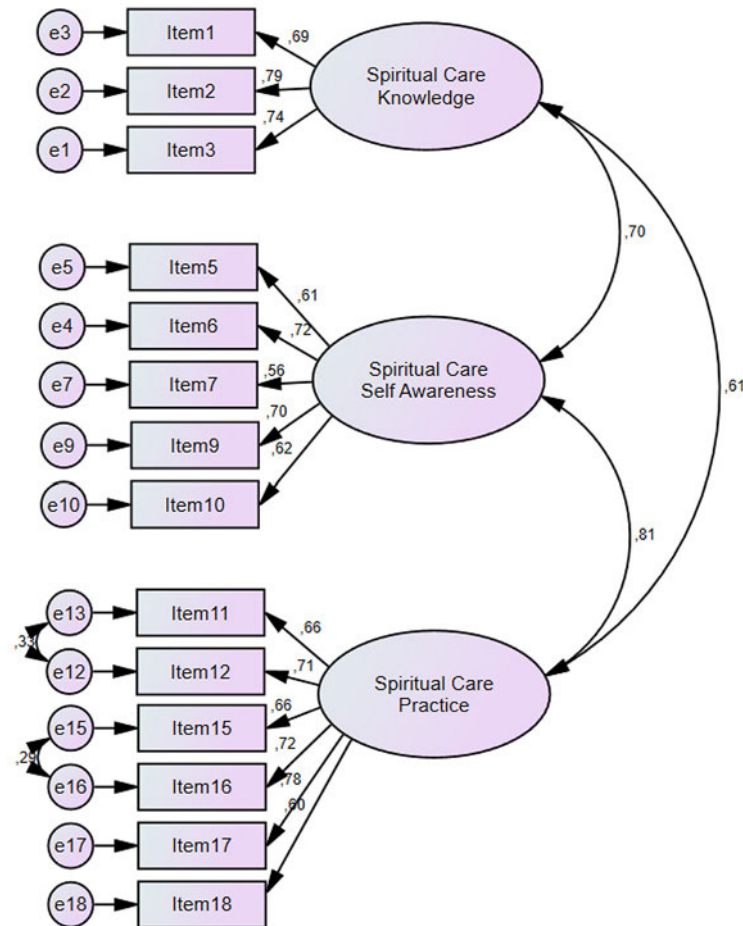 e3
Item1
,69
Spiritual Care
Knowledge
e2
Item2
,79
e1
Item3
,74
,70
e5
Item5
,61
e4
Item6
,72
Spiritual Care
Self Awareness
e7
Item7
,56
,61
e9
Item9
,70
e10
Item10
,62
,81
e13
Item11
,66
,33
e12
Item12
,71
Spiritual Care
Practice
e15
Item15
,66
,29
e16
Item16
,72
,78
e17
Item17
,60
e18
Item18